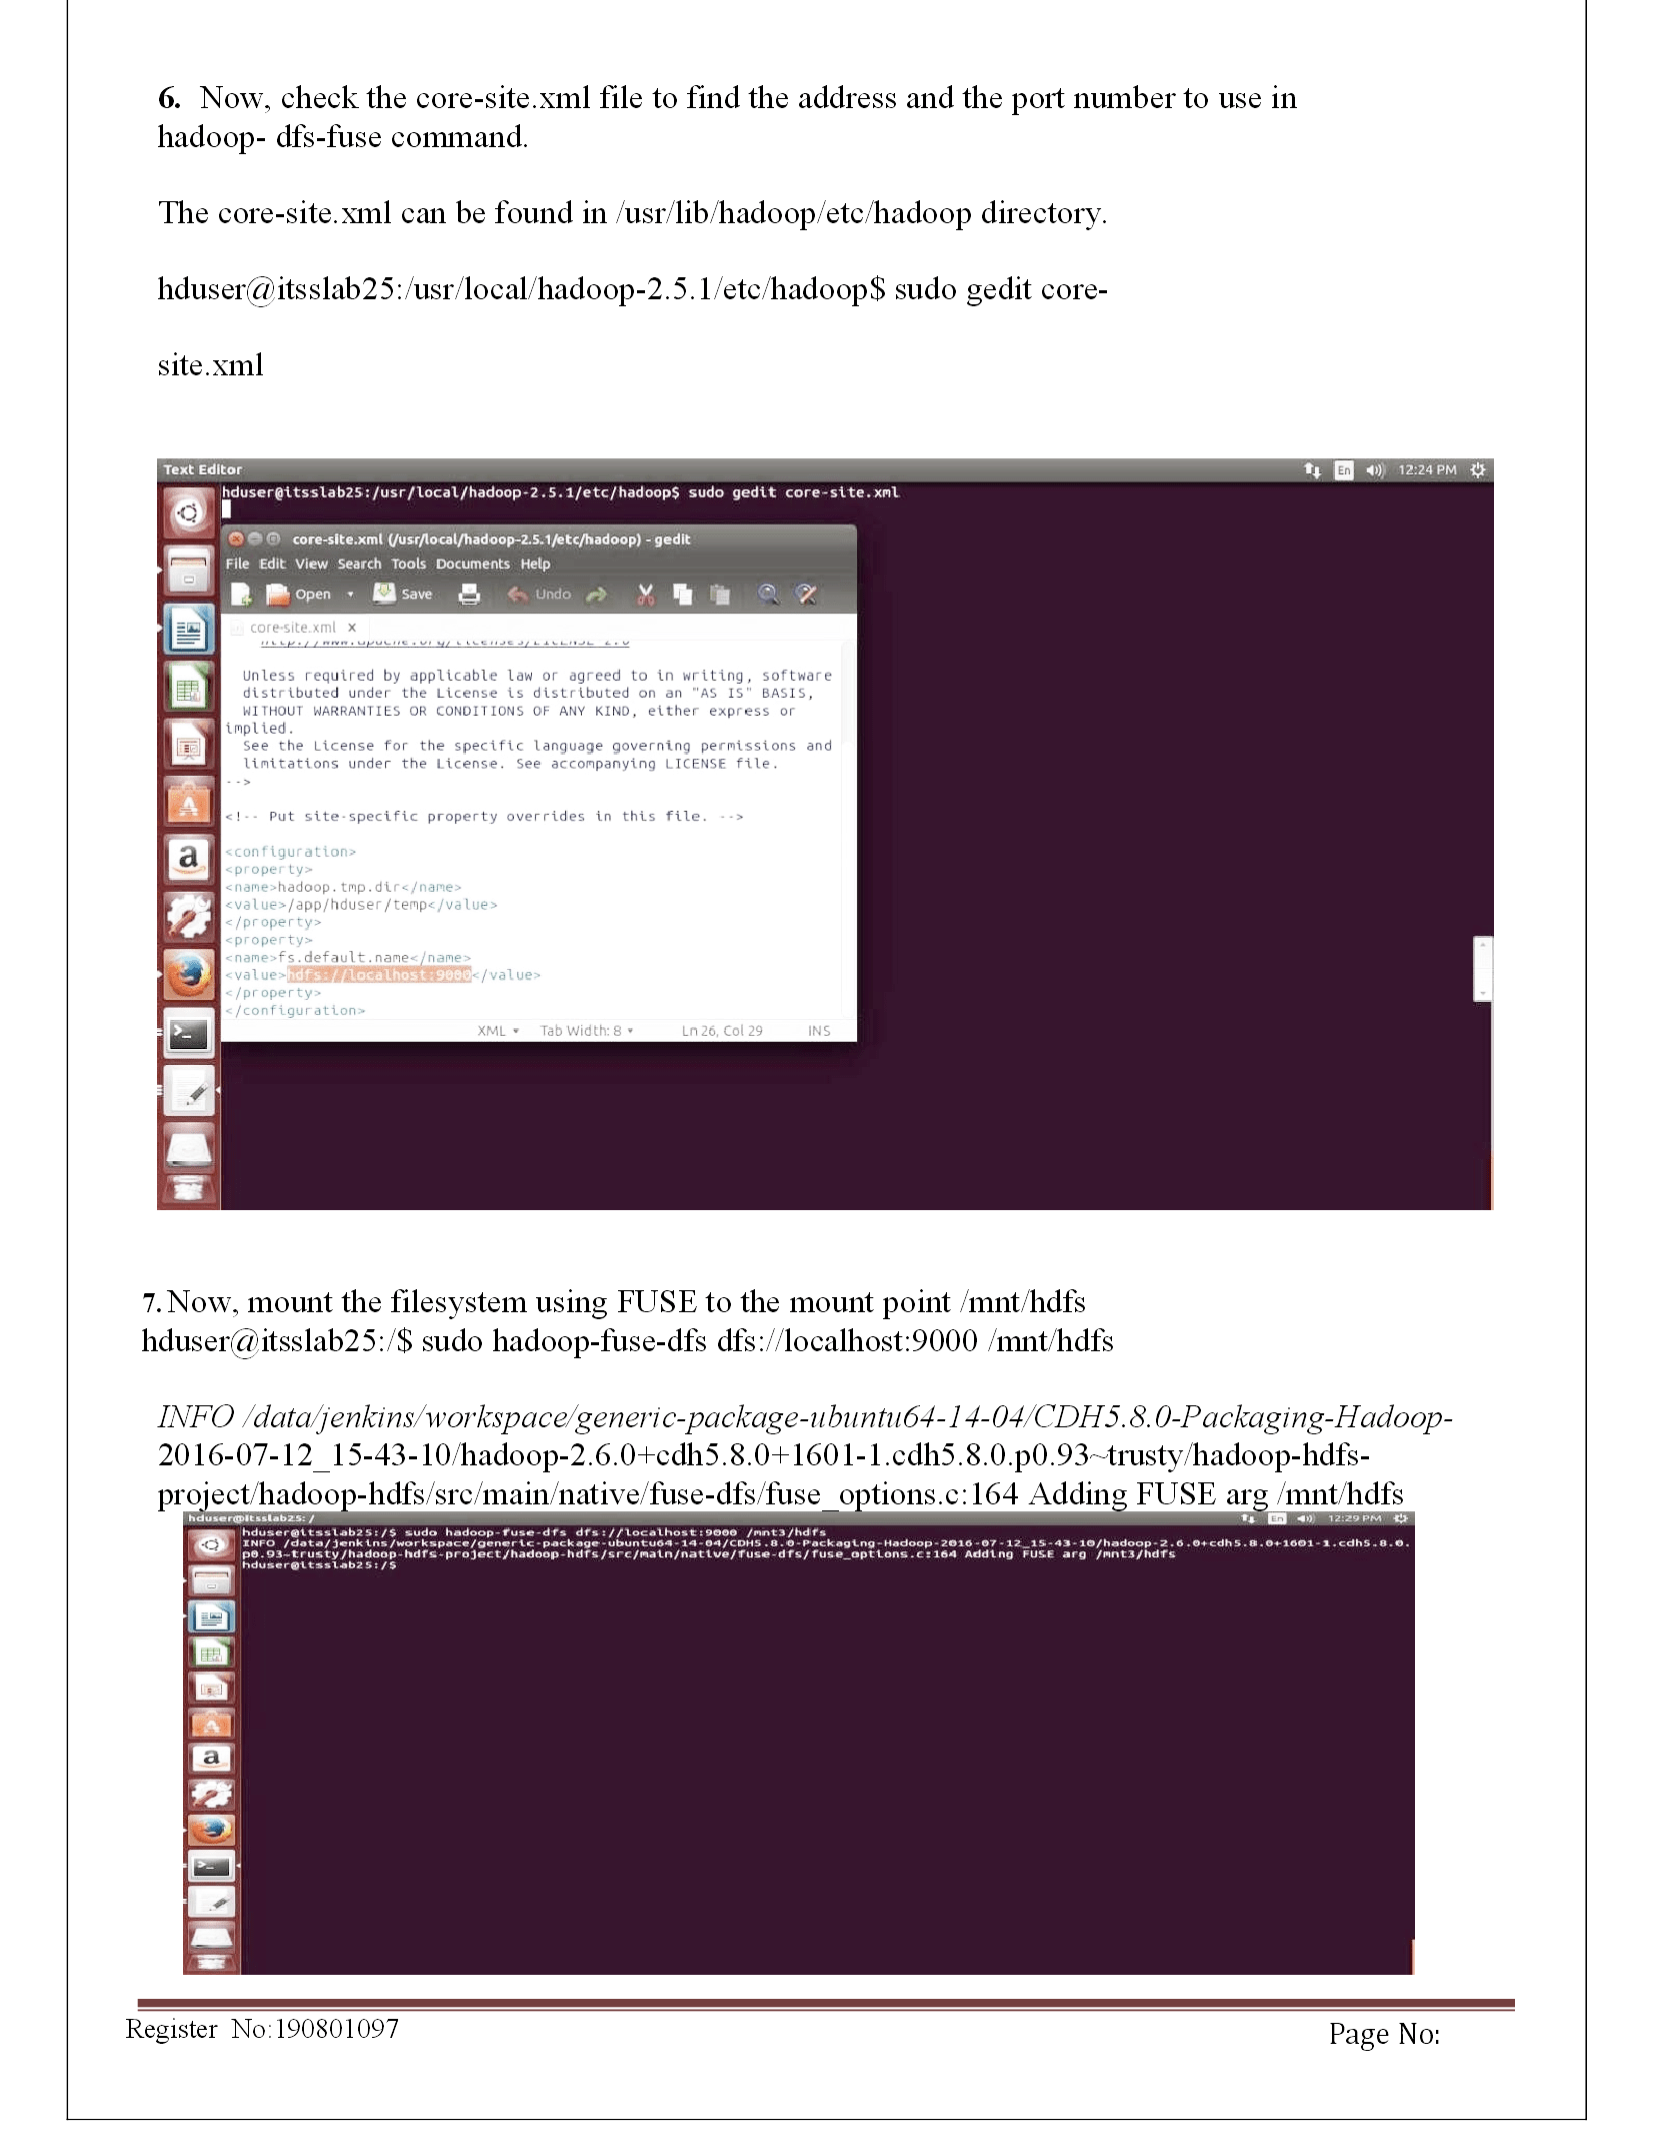 6. Now, check the core-site.xml file to find the address and the port number to use in
hadoop- dfs-fuse command.
The core-site.xml can be found in /usr/lib/hadoop/etc/hadoop directory.
hduser@itsslab25:/usr/local/hadoop-2.5.1/etc/hadoop$ sudo gedit core-
site.xml
Text Editor
En
12:24 PM
hduser@itsslab25:/usr/local/hadoop-2.5.1/etc/hadoop$ sudo gedit core-site.xml
core-site.xml (/usr/local/hadoop-2.5.1/etc/hadoop) - gedit
File Edit View Search Tools Documents Help
Open Save Undo
core-site.xml x
http://www.apache.org/licenses/LICENSE-2.0
Unless required by applicable law or agreed to in writing, software
distributed under the License is distributed on an "AS IS" BASIS,
WITHOUT WARRANTIES OR CONDITIONS OF ANY KIND, either express or
implied.
See the License for the specific language governing permissions and
limitations under the License. See accompanying LICENSE file.
-->
<!-- Put site-specific property overrides in this file. -->
<configuration>
<property>
<name>hadoop.tmp.dir</name>
<value>/app/hduser/temp</value>
</property>
<property>
<name>fs.default.name</name>
<value>hdfs://localhost:9000</value>
</property>
</configuration>
XML Tab Width: 8 Ln 26, Col 29 INS
7. Now, mount the filesystem using FUSE to the mount point /mnt/hdfs
hduser@itsslab25:/$ sudo hadoop-fuse-dfs dfs://localhost:9000 /mnt/hdfs
INFO /data/jenkins/workspace/generic-package-ubuntu64-14-04/CDH5.8.0-Packaging-Hadoop-
2016-07-12_15-43-10/hadoop-2.6.0+cdh5.8.0+1601-1.cdh5.8.0.p0.93~trusty/hadoop-hdfs-
project/hadoop-hdfs/src/main/native/fuse-dfs/fuse_options.c:164 Adding FUSE arg /mnt/hdfs
hduser@itsslab25: /
En
12:29 PM
hduser@itsslab25:/$ sudo hadoop-fuse-dfs dfs://localhost:9000 /mnt3/hdfs
INFO /data/jenkins/workspace/generic-package-ubuntu64-14-04/CDH5.8.0-Packaging-Hadoop-2016-07-12_15-43-10/hadoop-2.6.0+cdh5.8.0+1601-1.cdh5.8.0.
p0.93~trusty/hadoop-hdfs-project/hadoop-hdfs/src/main/native/fuse-dfs/fuse_options.c:164 Adding FUSE arg /mnt3/hdfs
hduser@itsslab25:/$
Register No:190801097
Page No: